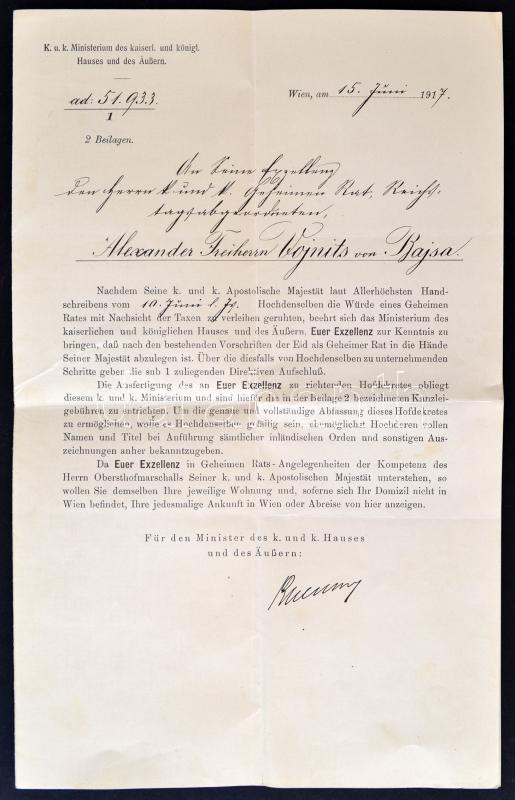 K. u. k. Ministerium des kaiserl. und königl.
Hauses und des Äußern.
ad: 51.933
1
2 Beilagen.
Wien, am 15. Juni 1917.
An Seine Exzellenz
den Herrn k. und k. Geheimen Rat, Reichs-
tagsabgeordneten,
Alexander Freiherrn Vojnits von Bajsa.
Nachdem Seine k. und k. Apostolische Majestät laut Allerhöchsten Hand-
schreibens vom 10. Juni l. Js. Hochdenselben die Würde eines Geheimen
Rates mit Nachsicht der Taxen zu verleihen geruhten, beehrt sich das Ministerium des
kaiserlichen und königlichen Hauses und des Äußern, Euer Exzellenz zur Kenntnis zu
bringen, daß nach den bestehenden Vorschriften der Eid als Geheimer Rat in die Hände
Seiner Majestät abzulegen ist. Über die diesfalls von Hochdenselben zu unternehmenden
Schritte geben die sub 1 zuliegenden Direktiven Aufschluß.
Die Ausfertigung des an Euer Exzellenz zu richtenden Hofdekretes obliegt
diesem k. und k. Ministerium und sind hiefür die in der Beilage 2 bezeichneten Kanzlei-
gebühren zu entrichten. Um die genaue und vollständige Abfassung dieses Hofdekretes
zu ermöglichen, wolle es Hochdenselben gefällig sein, ehemöglichst Hochderen vollen
Namen und Titel bei Anführung sämtlicher inländischen Orden und sonstigen Aus-
zeichnungen anher bekanntzugeben.
Da Euer Exzellenz in Geheimen Rats-Angelegenheiten der Kompetenz des
Herrn Obersthofmarschalls Seiner k. und k. Apostolischen Majestät unterstehen, so
wollen Sie demselben Ihre jeweilige Wohnung und, soferne sich Ihr Domizil nicht in
Wien befindet, Ihre jedesmalige Ankunft in Wien oder Abreise von hier anzeigen.
Für den Minister des k. und k. Hauses
und des Äußern: